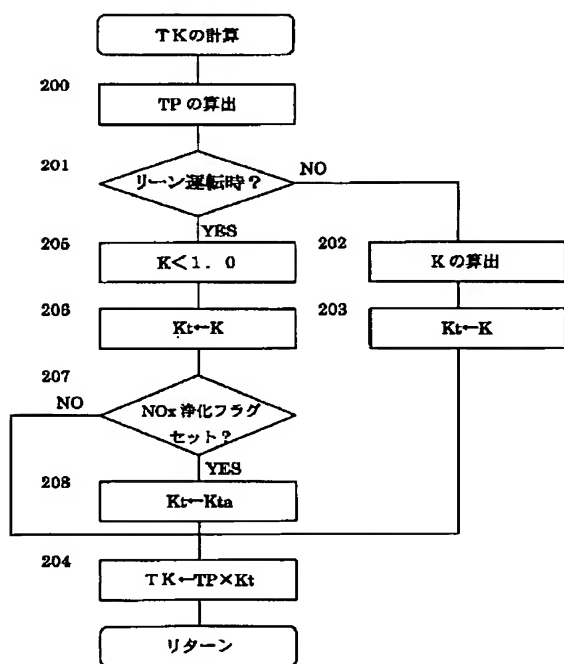 TKの計算
200
TPの算出
201
リーン運転時？
NO
YES
205
K＜1．0
202
Kの算出
206
Kt←K
203
Kt←K
207
NO
NOx浄化フラグ
セット？
YES
208
Kt←Kta
204
TK←TP×Kt
リターン